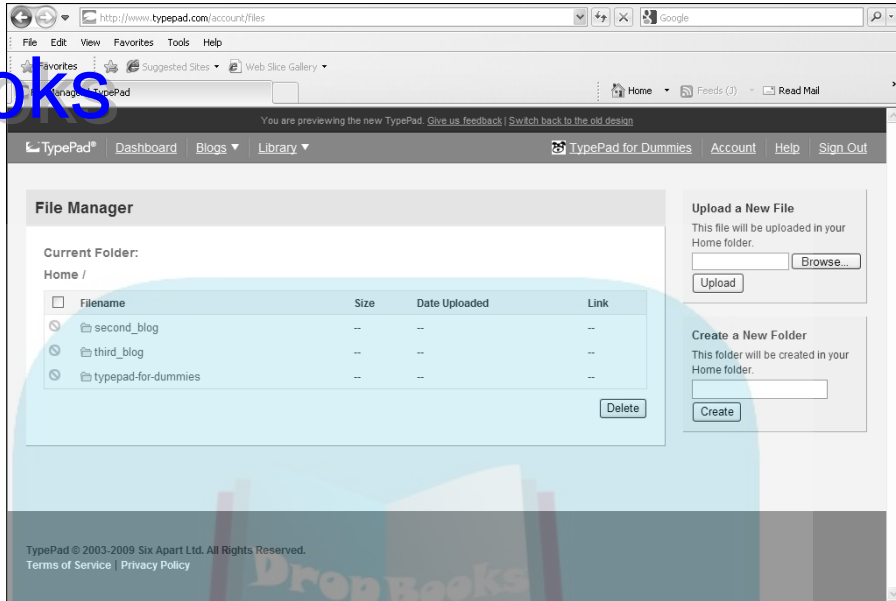 http://www.typepad.com/account/files
Google
File Edit View Favorites Tools Help
Favorites Suggested Sites Web Slice Gallery
oks
TypePad
Home Feeds (J) Read Mail
You are previewing the new TypePad. Give us feedback | Switch back to the old design
TypePad® Dashboard Blogs Library TypePad for Dummies Account Help Sign Out
File Manager
Current Folder:
Home /
Filename Size Date Uploaded Link
second_blog -- -- --
third_blog -- -- --
typepad-for-dummies -- -- --
Delete
Upload a New File
This file will be uploaded in your
Home folder.
Browse...
Upload
Create a New Folder
This folder will be created in your
Home folder.
Create
TypePad © 2003-2009 Six Apart Ltd. All Rights Reserved.
Terms of Service | Privacy Policy
DropBooks